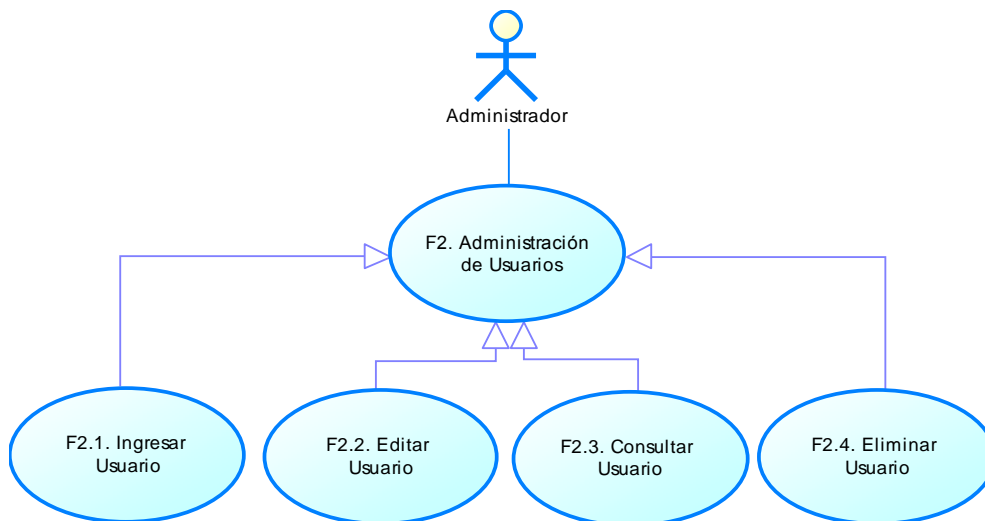 Administrador
F2. Administración
de Usuarios
F2.1. Ingresar
Usuario
F2.2. Editar
Usuario
F2.3. Consultar
Usuario
F2.4. Eliminar
Usuario